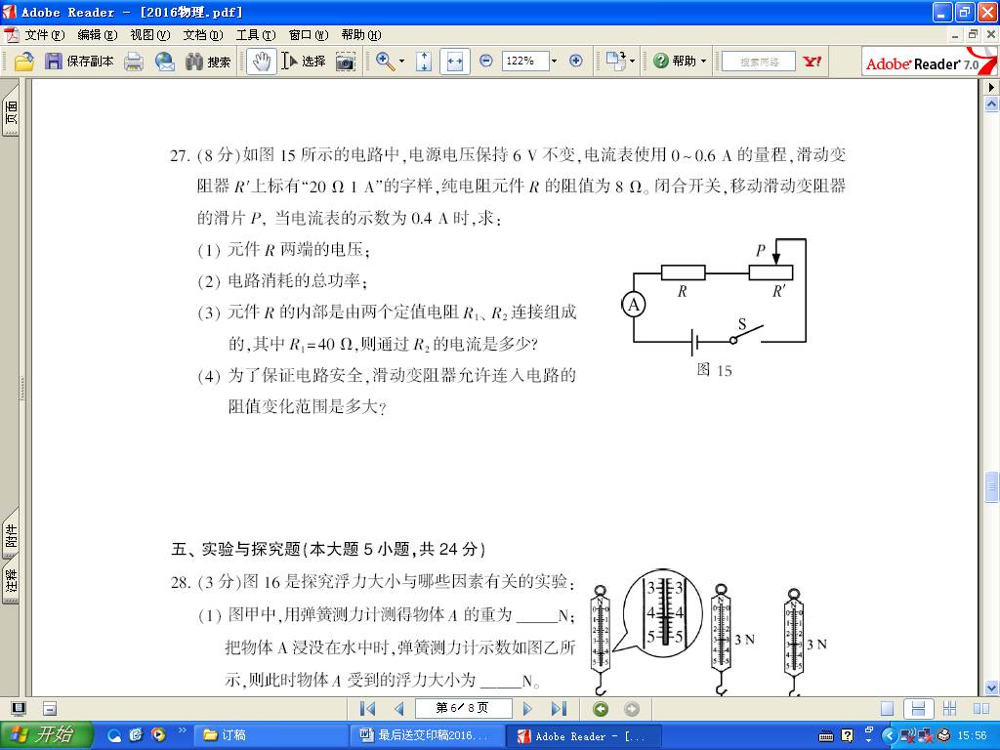 Adobe Reader - [2016物理.pdf]
文件(F) 编辑(E) 视图(V) 文档(D) 工具(T) 窗口(W) 帮助(H)
保存副本 搜索 选择 122% 帮助 搜索网络 Y! Adobe Reader 7.0
页面
附件
注释
27. (8分)如图 15 所示的电路中,电源电压保持 6 V 不变,电流表使用 0~0.6 A 的量程,滑动变
阻器 R′上标有“20 Ω 1 A”的字样,纯电阻元件 R 的阻值为 8 Ω。闭合开关,移动滑动变阻器
的滑片 P, 当电流表的示数为 0.4 A 时,求:
(1) 元件 R 两端的电压;
(2) 电路消耗的总功率;
(3) 元件 R 的内部是由两个定值电阻 R₁、R₂ 连接组成
的,其中 R₁=40 Ω,则通过 R₂ 的电流是多少?
(4) 为了保证电路安全,滑动变阻器允许连入电路的
阻值变化范围是多大?
P
R R′
A
S
图 15
五、实验与探究题(本大题 5 小题,共 24 分)
28. (3分)图 16 是探究浮力大小与哪些因素有关的实验:
(1) 图甲中,用弹簧测力计测得物体 A 的重为 _____N;
把物体 A 浸没在水中时,弹簧测力计示数如图乙所
示,则此时物体 A 受到的浮力大小为 _____N。
3 3
4 4
5 5
3 N
3 N
第 6/ 8 页
开始 订稿 最后送交印稿2016... Adobe Reader - [... 15:56